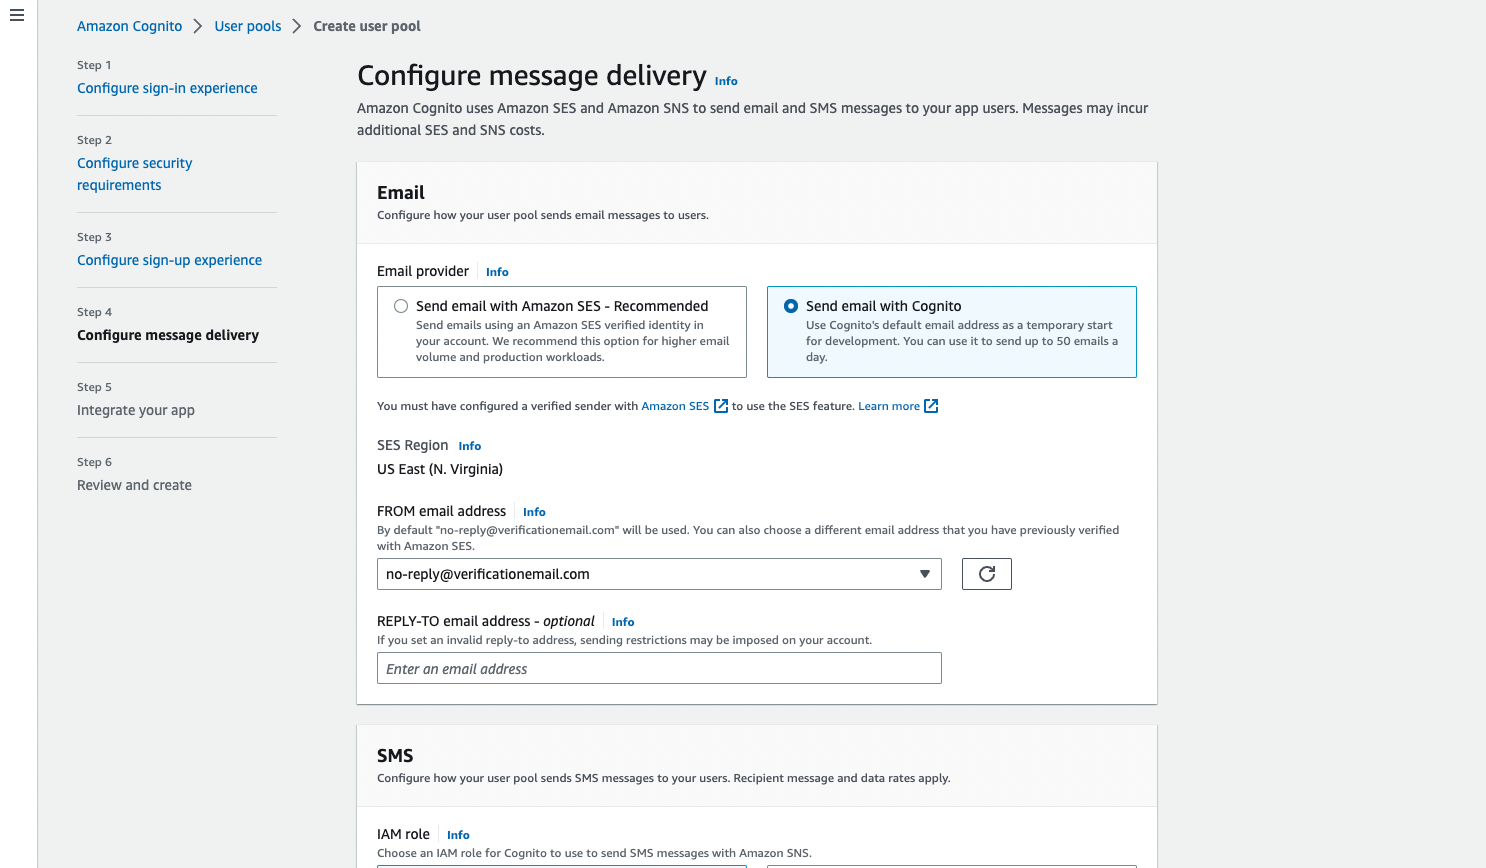 Amazon Cognito > User pools > Create user pool
Step 1
Configure sign-in experience
Step 2
Configure security
requirements
Step 3
Configure sign-up experience
Step 4
Configure message delivery
Step 5
Integrate your app
Step 6
Review and create
Configure message delivery Info
Amazon Cognito uses Amazon SES and Amazon SNS to send email and SMS messages to your app users. Messages may incur
additional SES and SNS costs.
Email
Configure how your user pool sends email messages to users.
Email provider Info
Send email with Amazon SES - Recommended
Send emails using an Amazon SES verified identity in
your account. We recommend this option for higher email
volume and production workloads.
Send email with Cognito
Use Cognito's default email address as a temporary start
for development. You can use it to send up to 50 emails a
day.
You must have configured a verified sender with Amazon SES to use the SES feature. Learn more
SES Region Info
US East (N. Virginia)
FROM email address Info
By default "no-reply@verificationemail.com" will be used. You can also choose a different email address that you have previously verified
with Amazon SES.
no-reply@verificationemail.com
REPLY-TO email address - optional Info
If you set an invalid reply-to address, sending restrictions may be imposed on your account.
Enter an email address
SMS
Configure how your user pool sends SMS messages to your users. Recipient message and data rates apply.
IAM role Info
Choose an IAM role for Cognito to use to send SMS messages with Amazon SNS.